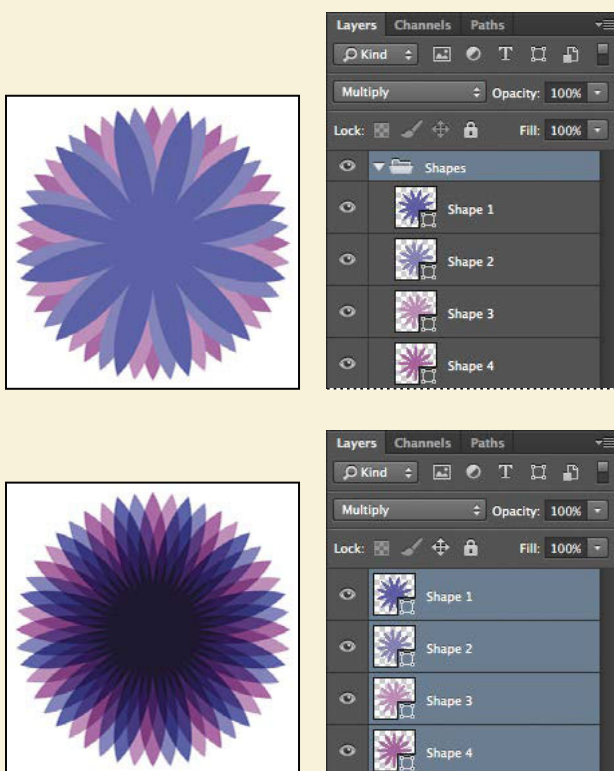 Layers Channels Paths
Kind T
Multiply Opacity: 100%
Lock: Fill: 100%
Shapes
Shape 1
Shape 2
Shape 3
Shape 4
Layers Channels Paths
Kind T
Multiply Opacity: 100%
Lock: Fill: 100%
Shape 1
Shape 2
Shape 3
Shape 4